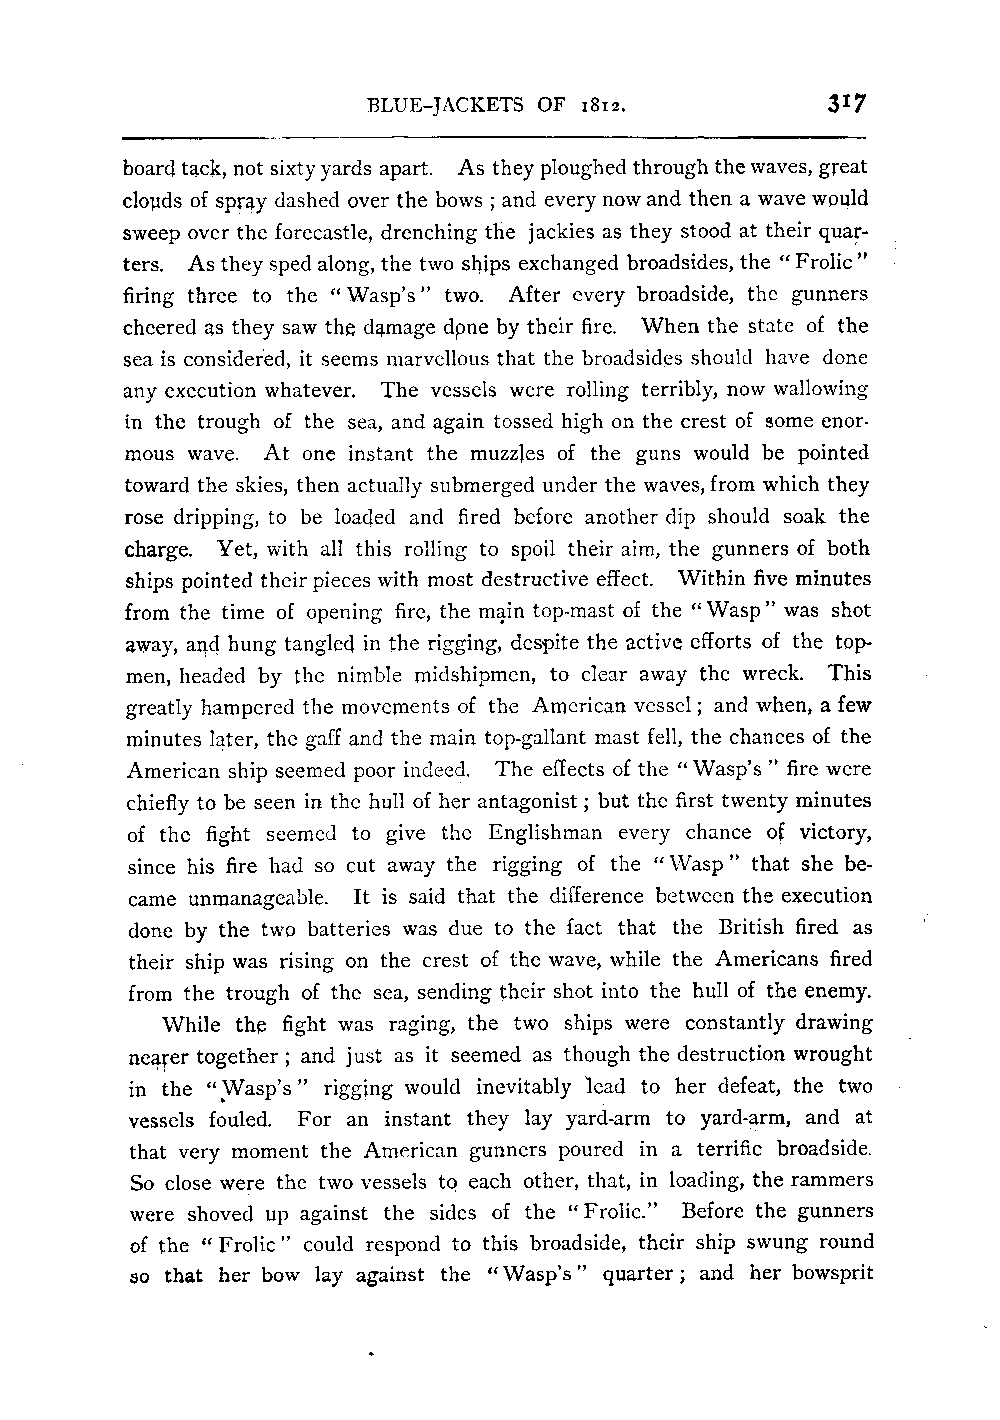 BLUE-JACKETS OF 1812. 317
board tack, not sixty yards apart. As they ploughed through the waves, great
clouds of spray dashed over the bows ; and every now and then a wave would
sweep over the forecastle, drenching the jackies as they stood at their quar-
ters. As they sped along, the two ships exchanged broadsides, the “ Frolic ”
firing three to the “ Wasp's ” two. After every broadside, the gunners
cheered as they saw the damage done by their fire. When the state of the
sea is considered, it seems marvellous that the broadsides should have done
any execution whatever. The vessels were rolling terribly, now wallowing
in the trough of the sea, and again tossed high on the crest of some enor-
mous wave. At one instant the muzzles of the guns would be pointed
toward the skies, then actually submerged under the waves, from which they
rose dripping, to be loaded and fired before another dip should soak the
charge. Yet, with all this rolling to spoil their aim, the gunners of both
ships pointed their pieces with most destructive effect. Within five minutes
from the time of opening fire, the main top-mast of the “ Wasp ” was shot
away, and hung tangled in the rigging, despite the active efforts of the top-
men, headed by the nimble midshipmen, to clear away the wreck. This
greatly hampered the movements of the American vessel ; and when, a few
minutes later, the gaff and the main top-gallant mast fell, the chances of the
American ship seemed poor indeed. The effects of the “ Wasp's ” fire were
chiefly to be seen in the hull of her antagonist ; but the first twenty minutes
of the fight seemed to give the Englishman every chance of victory,
since his fire had so cut away the rigging of the “ Wasp ” that she be-
came unmanageable. It is said that the difference between the execution
done by the two batteries was due to the fact that the British fired as
their ship was rising on the crest of the wave, while the Americans fired
from the trough of the sea, sending their shot into the hull of the enemy.
While the fight was raging, the two ships were constantly drawing
nearer together ; and just as it seemed as though the destruction wrought
in the “ Wasp's ” rigging would inevitably lead to her defeat, the two
vessels fouled. For an instant they lay yard-arm to yard-arm, and at
that very moment the American gunners poured in a terrific broadside.
So close were the two vessels to each other, that, in loading, the rammers
were shoved up against the sides of the “ Frolic.” Before the gunners
of the “ Frolic ” could respond to this broadside, their ship swung round
so that her bow lay against the “ Wasp's ” quarter ; and her bowsprit